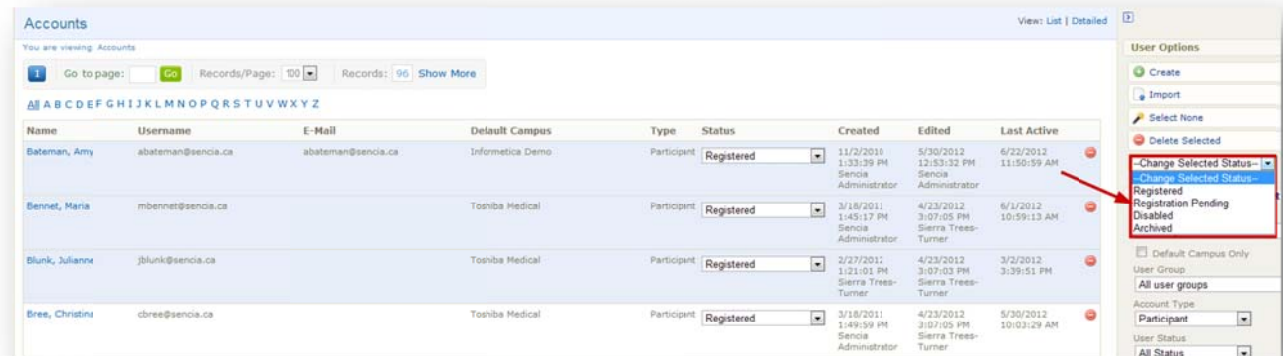 Accounts
View: List | Detailed
You are viewing: Accounts
1 Go to page: Go Records/Page: 100 Records: 96 Show More
All A B C D E F G H I J K L M N O P Q R S T U V W X Y Z
Name Username E-Mail Default Campus Type Status Created Edited Last Active
Bateman, Amy abateman@sencia.ca abateman@sencia.ca Informetica Demo Participant Registered
11/2/2010
1:33:39 PM
Sencia
Administrator
5/30/2012
12:53:32 PM
Sencia
Administrator
6/22/2012
11:50:59 AM
Bennet, Maria mbennet@sencia.ca Toshiba Medical Participant Registered
3/18/2011
1:45:17 PM
Sencia
Administrator
4/23/2012
3:07:05 PM
Sierra Trees-
Turner
6/1/2012
10:59:13 AM
Blunk, Julianne jblunk@sencia.ca Toshiba Medical Participant Registered
2/27/2011
1:21:01 PM
Sierra Trees-
Turner
4/23/2012
3:07:03 PM
Sierra Trees-
Turner
3/2/2012
3:39:51 PM
Bree, Christina cbree@sencia.ca Toshiba Medical Participant Registered
3/18/2011
1:49:59 PM
Sencia
Administrator
4/23/2012
3:07:05 PM
Sierra Trees-
Turner
5/30/2012
10:03:29 AM
User Options
Create
Import
Select None
Delete Selected
--Change Selected Status--
--Change Selected Status--
Registered
Registration Pending
Disabled
Archived
Default Campus Only
User Group
All user groups
Account Type
Participant
User Status
All Status